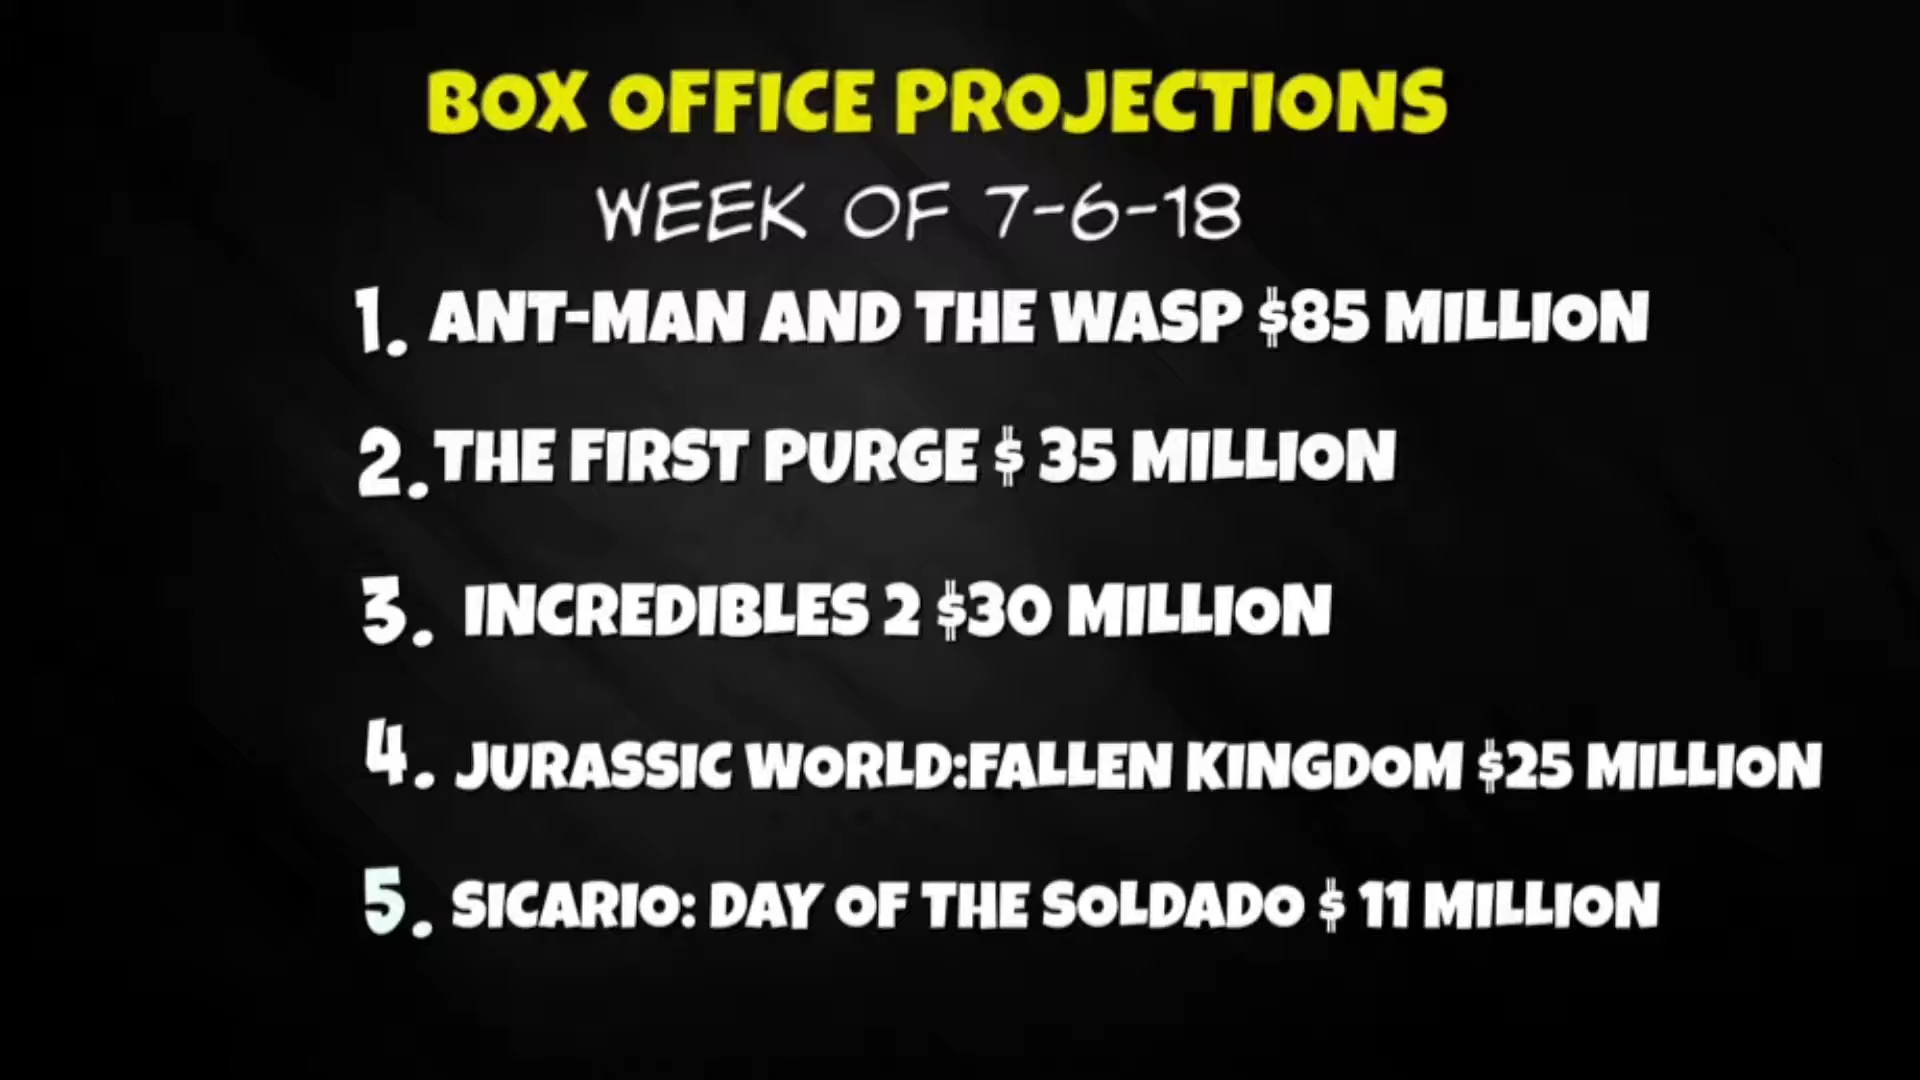 BOX OFFICE PROJECTIONS
WEEK OF 7-6-18
1. ANT-MAN AND THE WASP $85 MILLION
2. THE FIRST PURGE $ 35 MILLION
3. INCREDIBLES 2 $30 MILLION
4. JURASSIC WORLD:FALLEN KINGDOM $25 MILLION
5. SICARIO: DAY OF THE SOLDADO $ 11 MILLION